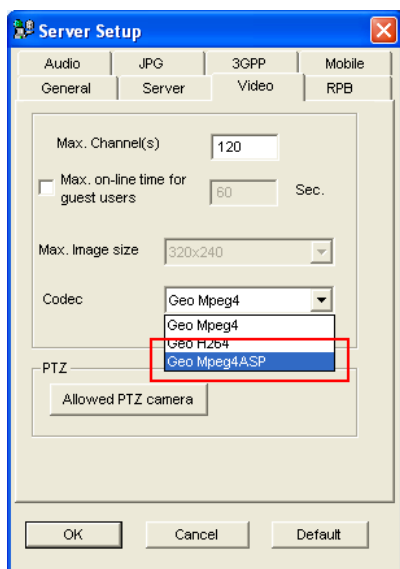 Server Setup
Audio JPG 3GPP Mobile
General Server Video RPB
Max. Channel(s) 120
Max. on-line time for guest users 60 Sec.
Max. Image size 320x240
Codec Geo Mpeg4
Geo Mpeg4
Geo H264
Geo Mpeg4ASP
PTZ
Allowed PTZ camera
OK Cancel Default